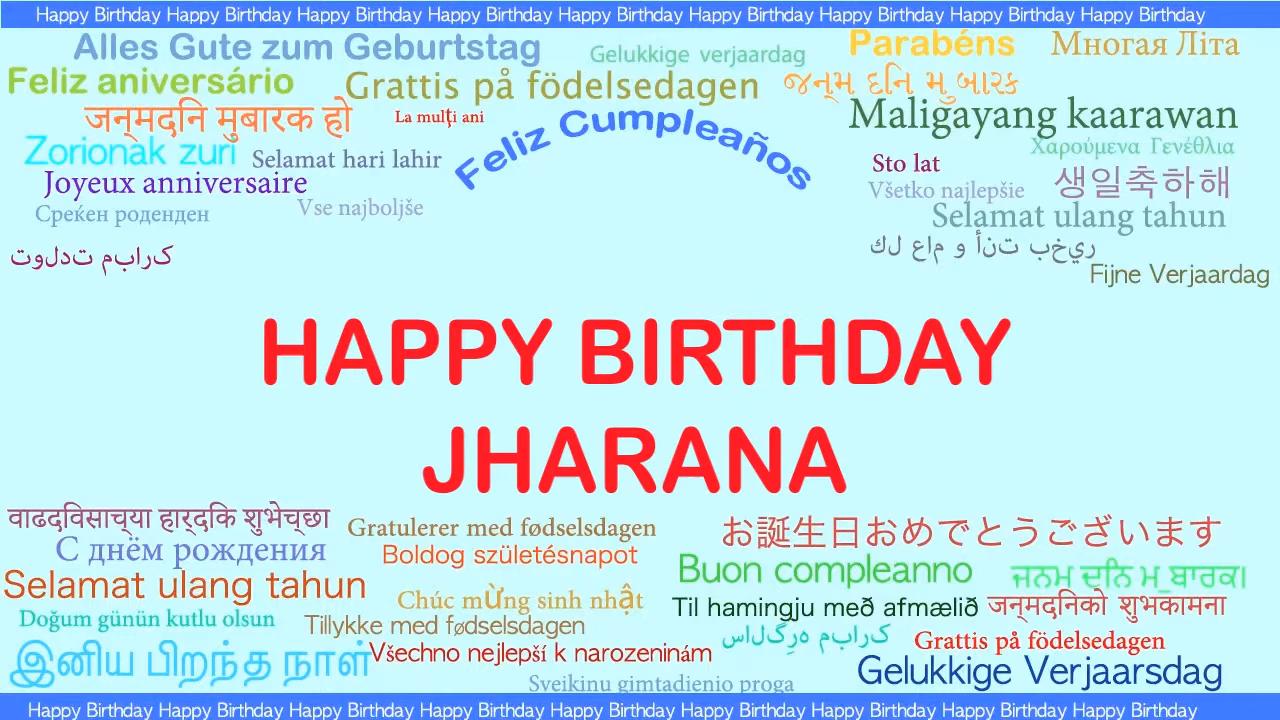 Happy Birthday Happy Birthday Happy Birthday Happy Birthday Happy Birthday Happy Birthday Happy Birthday Happy Birthday Happy Birthday
Alles Gute zum Geburtstag
Gelukkige verjaardag
Parabéns
Многая Літа
Feliz aniversário
Grattis på födelsedagen
જન્મ દનિ મુબારક
जन्मदनि मुबारक हो
La mulţi ani
Feliz Cumpleaños
Maligayang kaarawan
Zorionak zuri
Selamat hari lahir
Χαρούμενα Γενέθλια
Sto lat
Joyeux anniversaire
Všetko najlepšie
생일축하해
Среќен роденден
Vse najboljše
Selamat ulang tahun
تولدت مبارک
كل عام و أنت بخير
Fijne Verjaardag
HAPPY BIRTHDAY
JHARANA
वाढदविसाच्या हार्दकि शुभेच्छा
Gratulerer med fødselsdagen
お誕生日おめでとうございます
С днём рождения
Boldog születésnapot
Buon compleanno
ਜਨਮ ਦਨਿ ਮੁਬਾਰਕ।
Selamat ulang tahun
Chúc mừng sinh nhật
Til hamingju með afmælið
जन्मदनिको शुभकामना
Doğum günün kutlu olsun
Tillykke med fødselsdagen
سالگرہ مبارک
Grattis på födelsedagen
இனிய பிறந்த நாள்
Všechno nejlepší k narozeninám
Gelukkige Verjaarsdag
Sveikinu gimtadienio proga
Happy Birthday Happy Birthday Happy Birthday Happy Birthday Happy Birthday Happy Birthday Happy Birthday Happy Birthday Happy Birthday